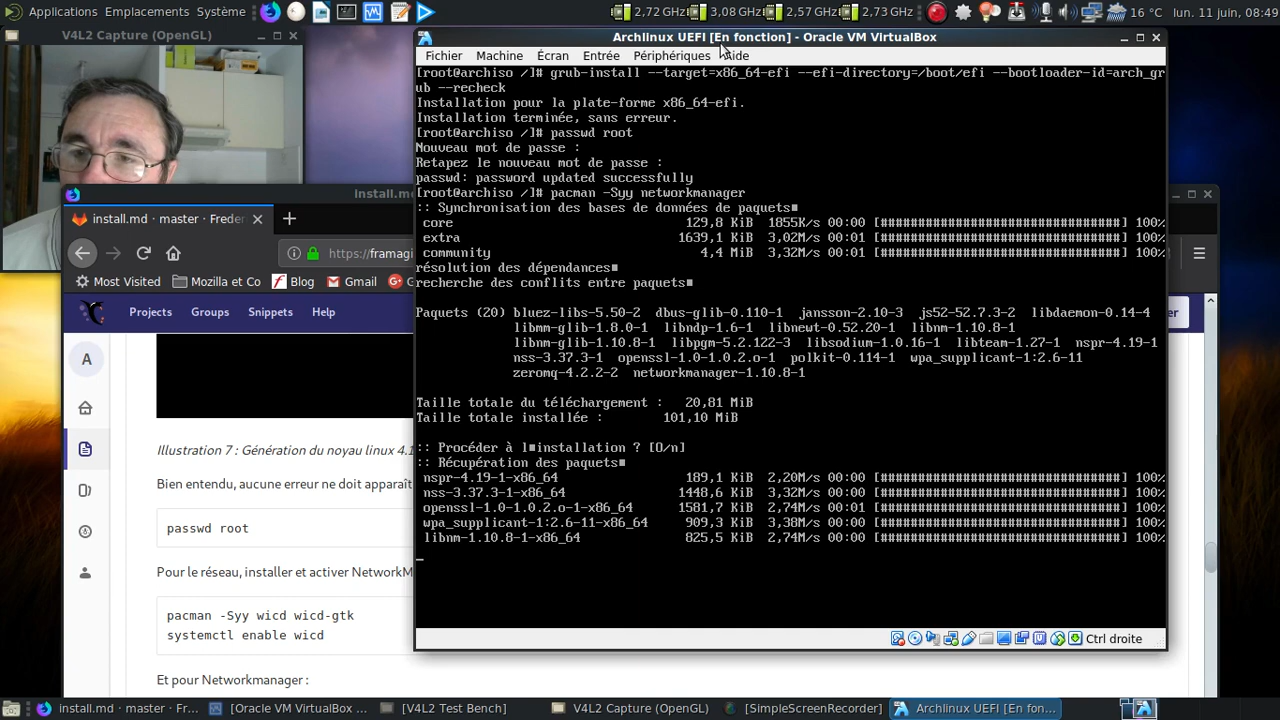 Applications Emplacements Système
2,72 GHz 3,08 GHz 2,57 GHz 2,73 GHz
16 °C lun. 11 juin, 08:49
V4L2 Capture (OpenGL)
Archlinux UEFI [En fonction] - Oracle VM VirtualBox
Fichier Machine Écran Entrée Périphériques Aide
[root@archiso /]# grub-install --target=x86_64-efi --efi-directory=/boot/efi --bootloader-id=arch_gr
ub --recheck
Installation pour la plate-forme x86_64-efi.
Installation terminée, sans erreur.
[root@archiso /]# passwd root
Nouveau mot de passe :
Retapez le nouveau mot de passe :
passwd: password updated successfully
[root@archiso /]# pacman -Syy networkmanager
:: Synchronisation des bases de données de paquets■
core 129,8 KiB 1855K/s 00:00 [##################################] 100%
extra 1639,1 KiB 3,02M/s 00:01 [##################################] 100%
community 4,4 MiB 3,32M/s 00:01 [##################################] 100%
résolution des dépendances■
recherche des conflits entre paquets■
Paquets (20) bluez-libs-5.50-2 dbus-glib-0.110-1 jansson-2.10-3 js52-52.7.3-2 libdaemon-0.14-4
libmm-glib-1.8.0-1 libndp-1.6-1 libnewt-0.52.20-1 libnm-1.10.8-1
libnm-glib-1.10.8-1 libpgm-5.2.122-3 libsodium-1.0.16-1 libteam-1.27-1 nspr-4.19-1
nss-3.37.3-1 openssl-1.0-1.0.2.o-1 polkit-0.114-1 wpa_supplicant-1:2.6-11
zeromq-4.2.2-2 networkmanager-1.10.8-1
Taille totale du téléchargement : 20,81 MiB
Taille totale installée : 101,10 MiB
:: Procéder à l■installation ? [O/n]
:: Récupération des paquets■
nspr-4.19-1-x86_64 189,1 KiB 2,20M/s 00:00 [##################################] 100%
nss-3.37.3-1-x86_64 1448,6 KiB 3,32M/s 00:00 [##################################] 100%
openssl-1.0-1.0.2.o-1-x86_64 1581,7 KiB 2,74M/s 00:01 [##################################] 100%
wpa_supplicant-1:2.6-11-x86_64 909,3 KiB 3,38M/s 00:00 [##################################] 100%
libnm-1.10.8-1-x86_64 825,5 KiB 2,74M/s 00:00 [##################################] 100%
Ctrl droite
install.md
install.md · master · Freder
https://framagi
Most Visited Mozilla et Co Blog Gmail G
Projects Groups Snippets Help
er
A
Illustration 7 : Génération du noyau linux 4.1
Bien entendu, aucune erreur ne doit apparaît
passwd root
Pour le réseau, installer et activer NetworkM
pacman -Syy wicd wicd-gtk
systemctl enable wicd
Et pour Networkmanager :
install.md · master · Fr... [Oracle VM VirtualBox ... [V4L2 Test Bench] V4L2 Capture (OpenGL) [SimpleScreenRecorder] Archlinux UEFI [En fon...